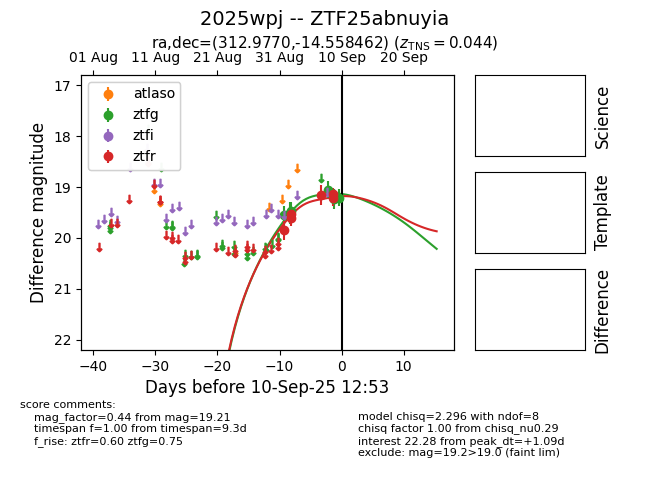 2025wpj -- ZTF25abnuyia
ra,dec=(312.9770,-14.558462) (z_TNS = 0.044)
01 Aug 11 Aug 21 Aug 31 Aug 10 Sep 20 Sep
17
18
19
20
21
22
Difference magnitude
atlaso
ztfg
ztfi
ztfr
−40 −30 −20 −10 0 10
Days before 10-Sep-25 12:53
Science
Template
Difference
score comments:
mag_factor=0.44 from mag=19.21
timespan f=1.00 from timespan=9.3d
f_rise: ztfr=0.60 ztfg=0.75
model chisq=2.296 with ndof=8
chisq factor 1.00 from chisq_nu0.29
interest 22.28 from peak_dt=+1.09d
exclude: mag=19.2>19.0 (faint lim)